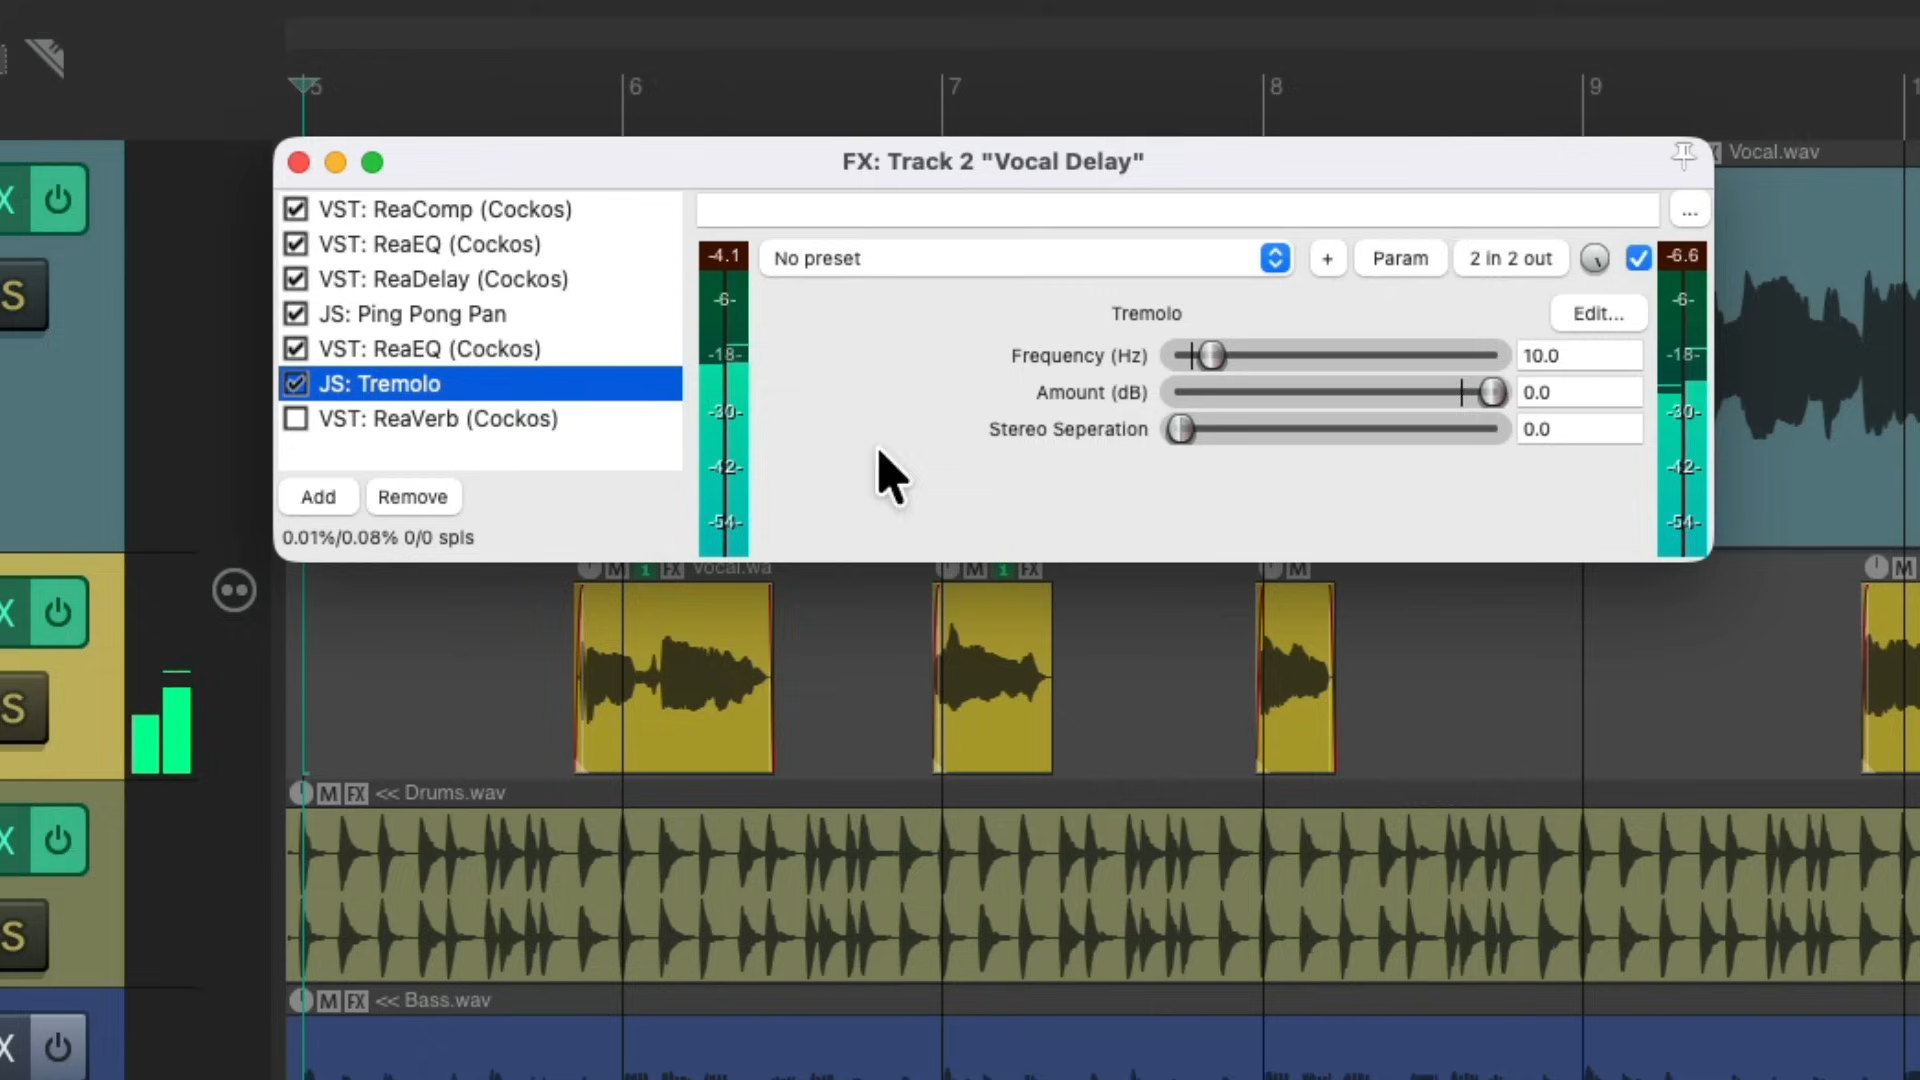 5
6
7
8
9
FX: Track 2 "Vocal Delay"
Vocal.wav
VST: ReaComp (Cockos)
VST: ReaEQ (Cockos)
VST: ReaDelay (Cockos)
JS: Ping Pong Pan
VST: ReaEQ (Cockos)
JS: Tremolo
VST: ReaVerb (Cockos)
Add
Remove
0.01%/0.08% 0/0 spls
...
-4.1
No preset
+
Param
2 in 2 out
-6.6
-6-
-18-
-30-
-42-
-54-
Tremolo
Edit...
Frequency (Hz)
10.0
Amount (dB)
0.0
Stereo Seperation
0.0
-6-
-18-
-30-
-42-
-54-
X
S
X
S
X
S
X
M 1 FX Vocal.wa
M 1 FX
M
M
M FX << Drums.wav
M FX << Bass.wav